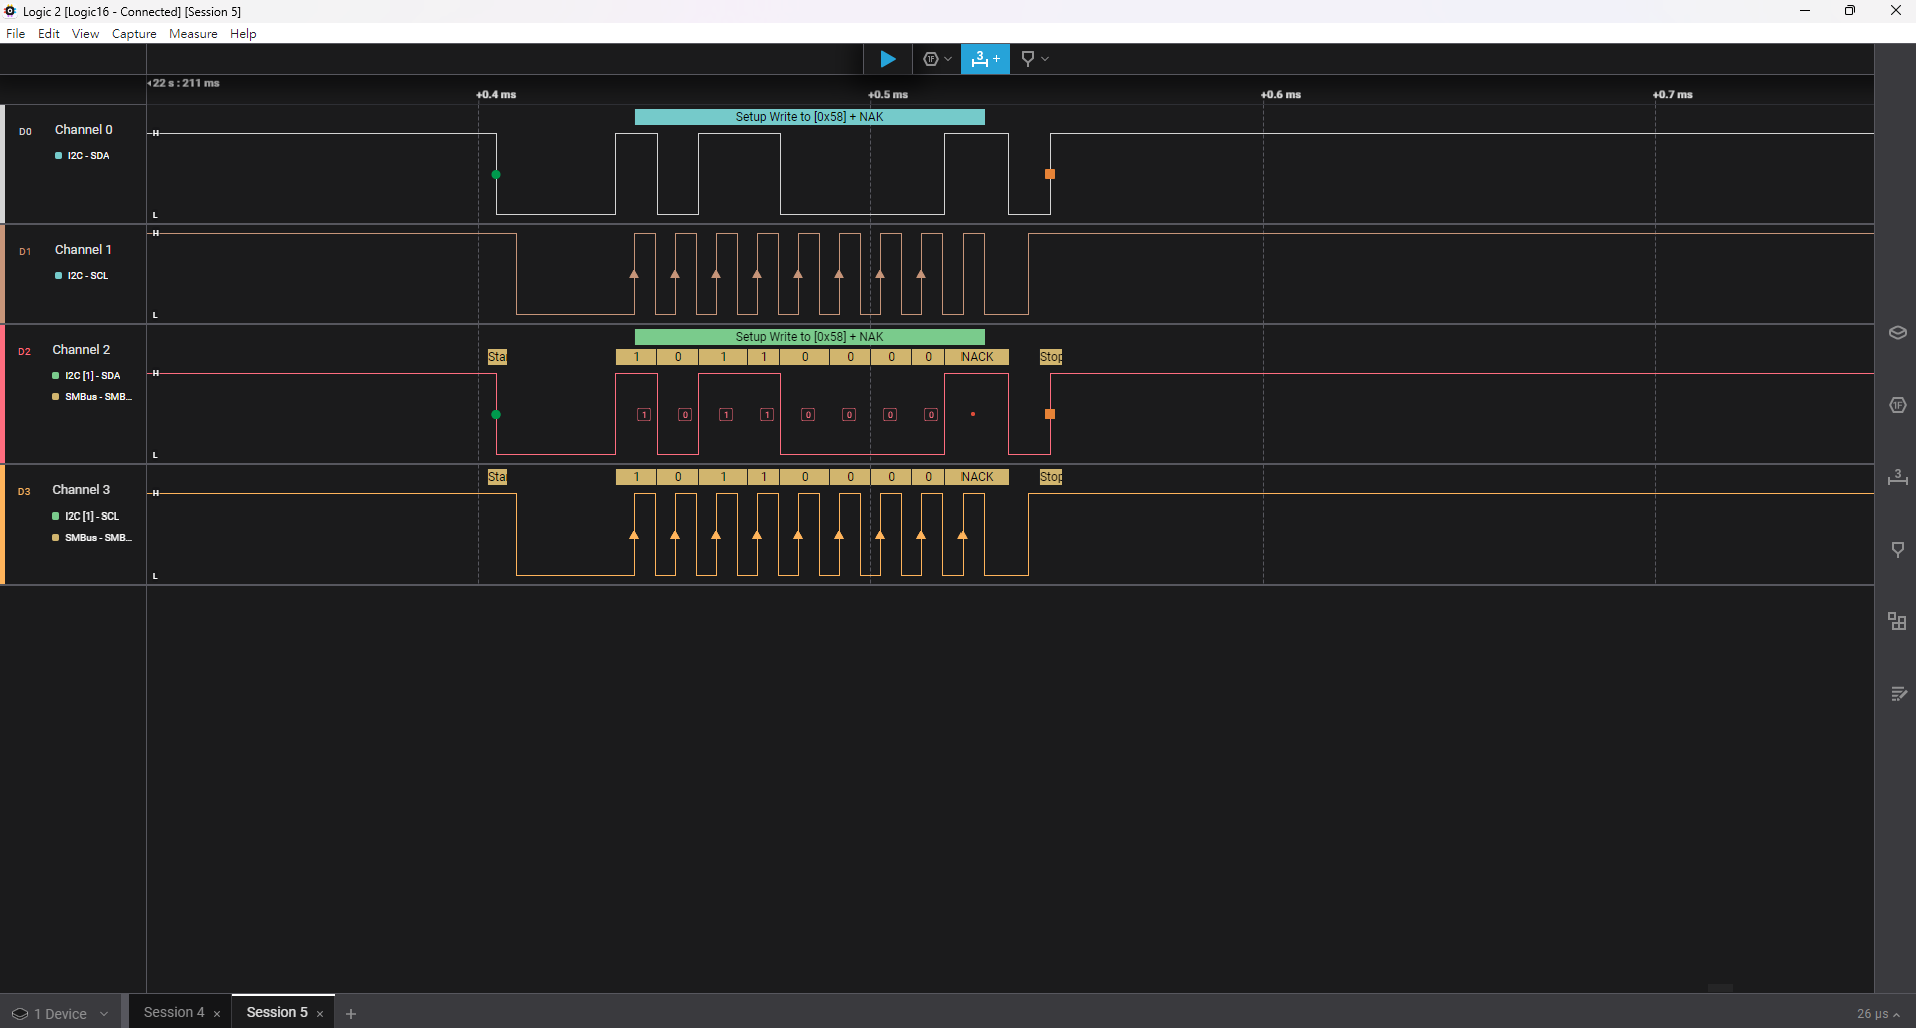 Logic 2 [Logic16 - Connected] [Session 5]
File Edit View Capture Measure Help
1F 3 +
22 s : 211 ms
+0.4 ms +0.5 ms +0.6 ms +0.7 ms
Setup Write to [0x58] + NAK
D0 Channel 0 H
I2C - SDA
L
D1 Channel 1 H
I2C - SCL
L
Setup Write to [0x58] + NAK
D2 Channel 2 Sta 1 0 1 1 0 0 0 0 NACK Stop
I2C [1] - SDA H
SMBus - SMB...
1 0 1 1 0 0 0 0
L
D3 Channel 3 Sta 1 0 1 1 0 0 0 0 NACK Stop
H
I2C [1] - SCL
SMBus - SMB...
L
1F
3
1 Device Session 4 × Session 5 × + 26 µs